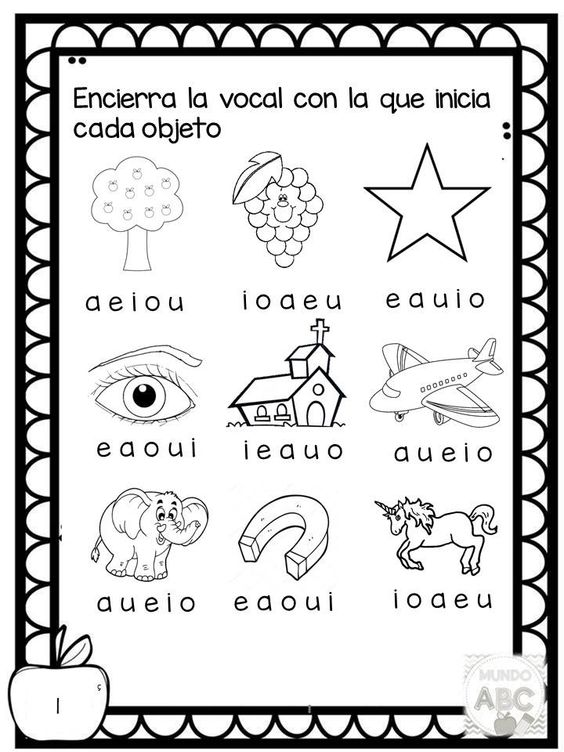 Encierra la vocal con la que inicia
cada objeto
a e i o u
i o a e u
e a u i o
e a o u i
i e a u o
a u e i o
a u e i o
e a o u i
i o a e u
1
MUNDO
ABC